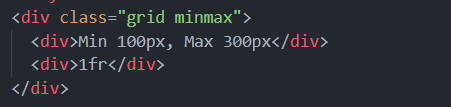 <div class="grid minmax">
  <div>Min 100px, Max 300px</div>
  <div>1fr</div>
</div>